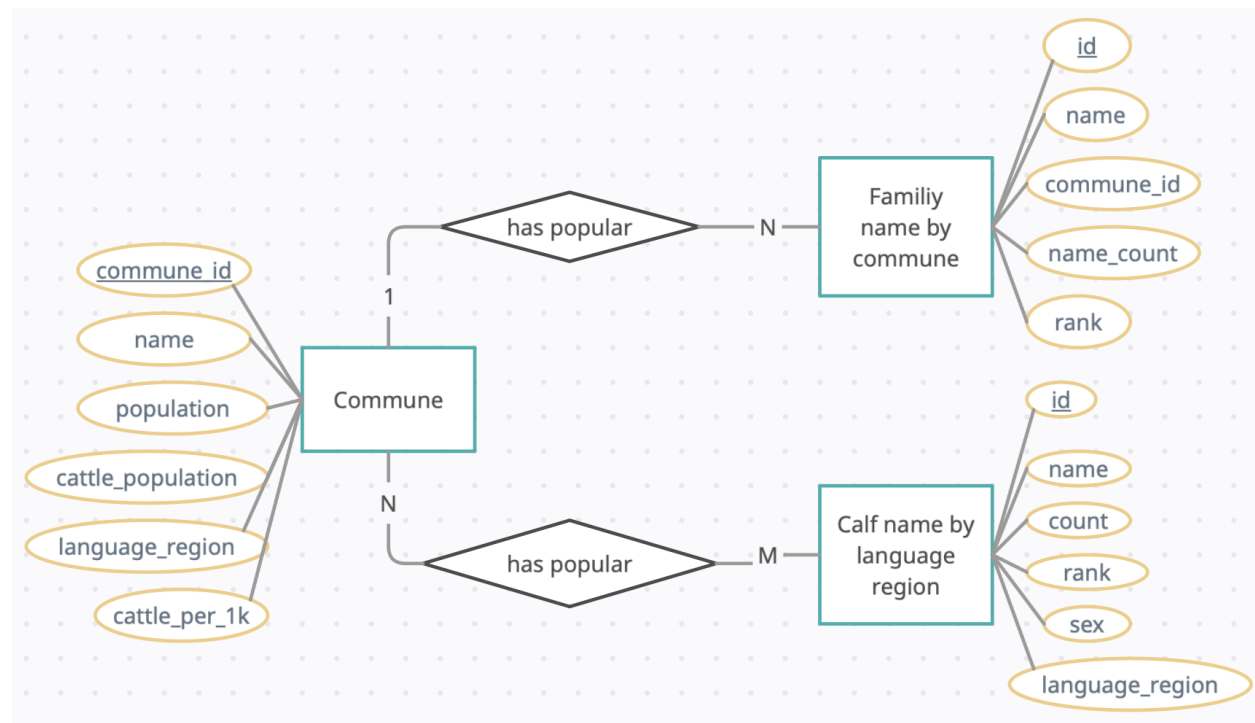 commune_id
name
population
cattle_population
language_region
cattle_per_1k
Commune
1
has popular
N
Familiy
name by
commune
id
name
commune_id
name_count
rank
N
has popular
M
Calf name by
language
region
id
name
count
rank
sex
language_region